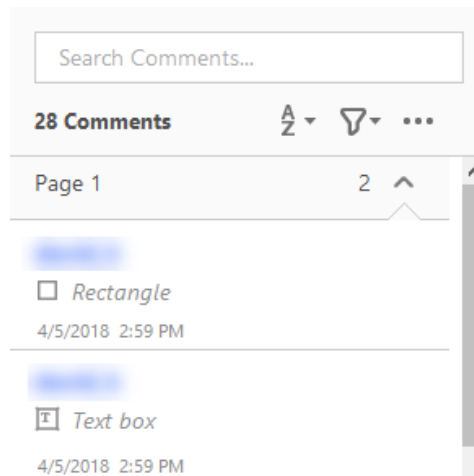 Search Comments...
28 Comments
Page 1 2
Rectangle
4/5/2018 2:59 PM
Text box
4/5/2018 2:59 PM